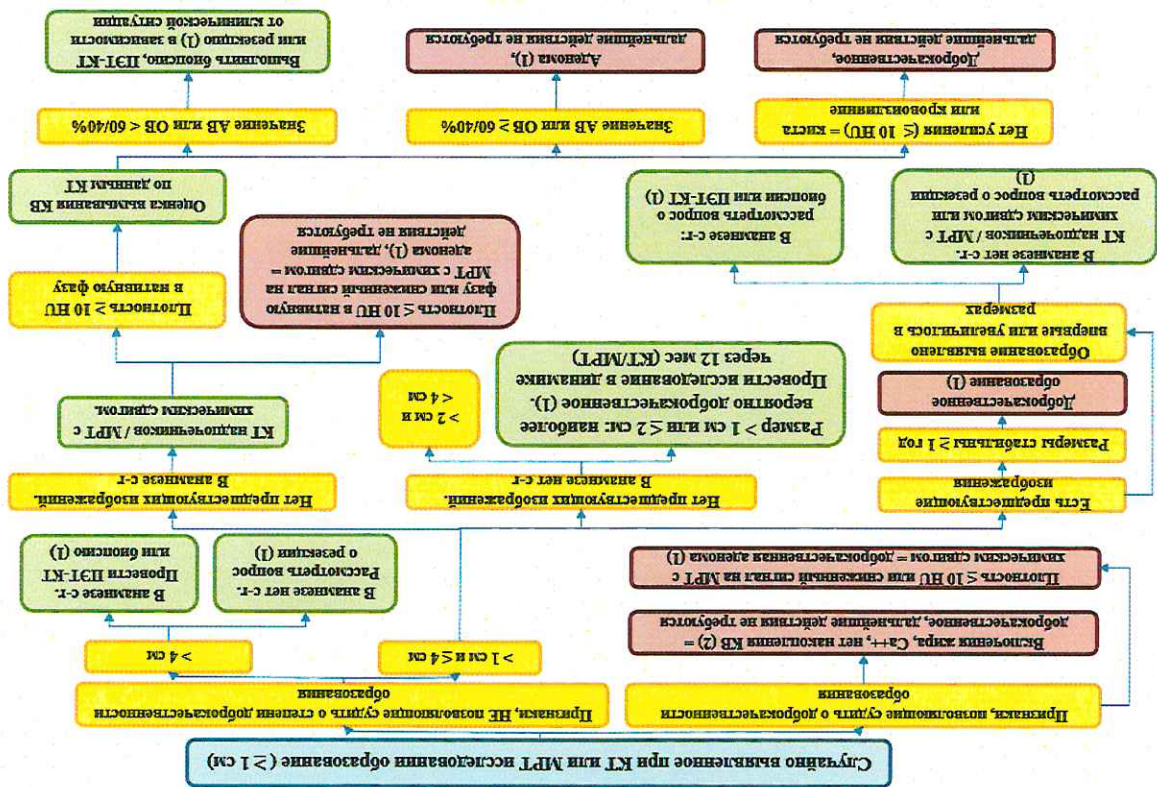 Случайно выявленное при КТ или МРТ исследовании образование (≥ 1 см)
Признаки, позволяющие судить о доброкачественности
образования
Признаки, НЕ позволяющие судить о степени доброкачественности
образования
Включения жира, Ca++, нет накопления КВ (2) =
доброкачественное, дальнейшие действия не требуются
Плотность ≤ 10 HU или сниженный сигнал на МРТ с
химическим сдвигом = доброкачественная аденома (1)
> 1 см и ≤ 4 см
> 4 см
В анамнезе нет с-r.
Рассмотреть вопрос
о резекции (1)
В анамнезе с-r.
Провести ПЭТ-КТ
или биопсию (1)
Есть предшествующие
изображения
Нет предшествующих изображений.
В анамнезе нет с-r
Нет предшествующих изображений.
В анамнезе с-r
Размеры стабильны ≥ 1 год
Доброкачественное
образование (1)
Образование выявлено
впервые или увеличилось в
размерах
В анамнезе нет с-r.
КТ надпочечников / МРТ с
химическим сдвигом или
рассмотреть вопрос о резекции
(1)
В анамнезе с-r:
рассмотреть вопрос о
биопсии или ПЭТ-КТ (1)
Размер > 1 см или ≤ 2 см: наиболее
вероятно доброкачественное (1).
Провести исследование в динамике
через 12 мес (КТ/МРТ)
> 2 см и
< 4 см
КТ надпочечников / МРТ с
химическим сдвигом.
Плотность ≤ 10 HU в нативную
фазу или сниженный сигнал на
МРТ с химическим сдвигом =
аденома (1), дальнейшие
действия не требуются
Плотность ≥ 10 HU
в нативную фазу
Оценка вымывания КВ
по данным КТ
Нет усиления (≤ 10 HU) = киста
или кровоизлияние
Значение АВ или ОВ ≥ 60/40%
Значение АВ или ОВ < 60/40%
Доброкачественное,
дальнейшие действия не требуются
Аденома (1),
дальнейшие действия не требуются
Выполнить биопсию, ПЭТ-КТ
или резекцию (1) в зависимости
от клинической ситуации